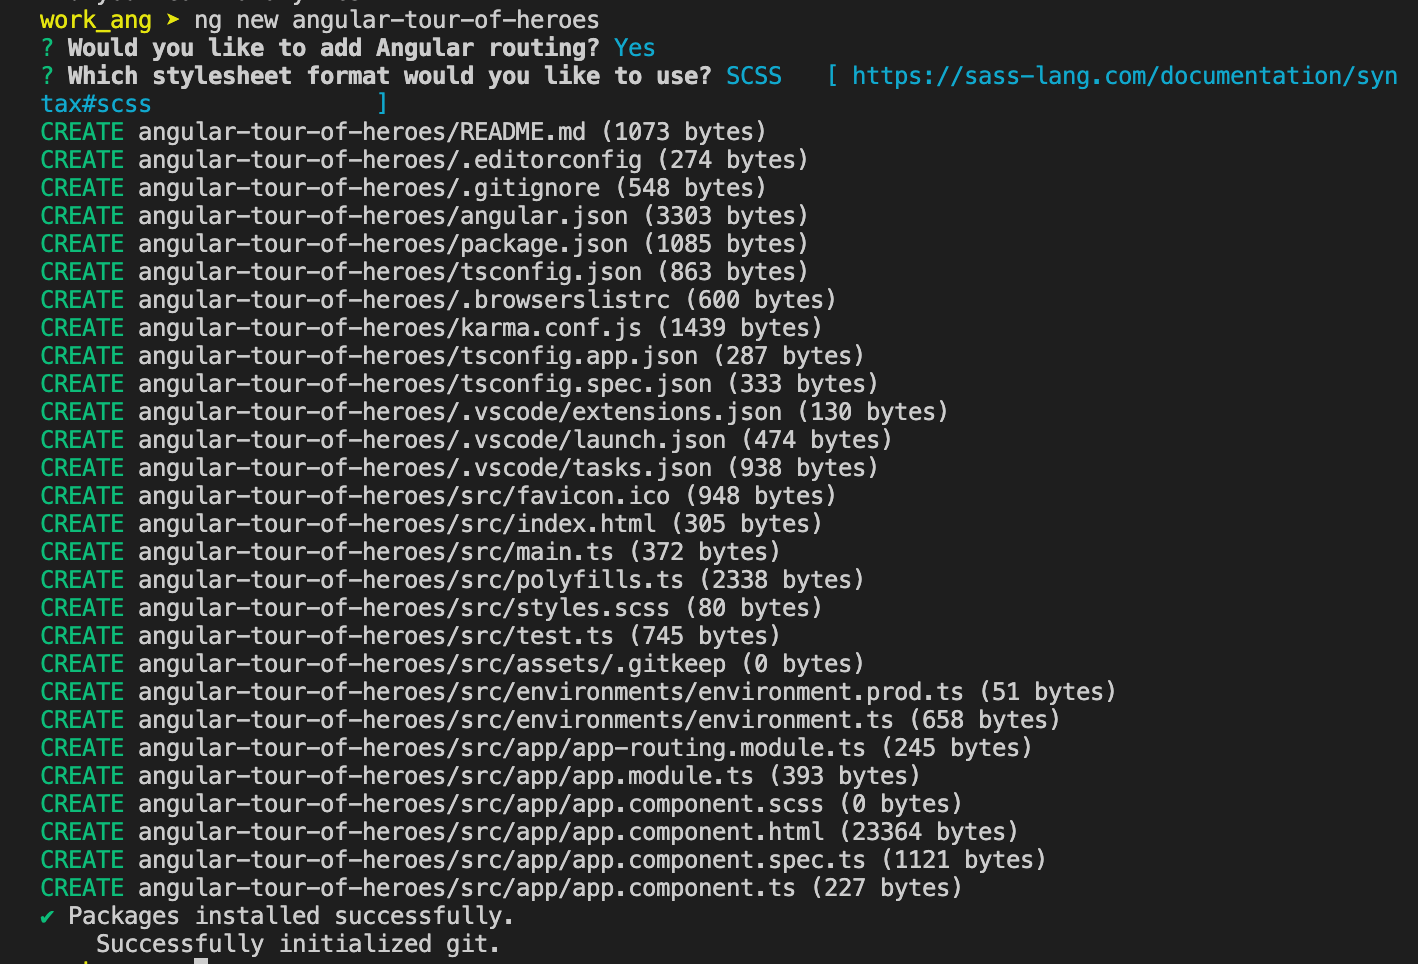 work_ang ➤ ng new angular-tour-of-heroes
? Would you like to add Angular routing? Yes
? Which stylesheet format would you like to use? SCSS   [ https://sass-lang.com/documentation/syn
tax#scss                ]
CREATE angular-tour-of-heroes/README.md (1073 bytes)
CREATE angular-tour-of-heroes/.editorconfig (274 bytes)
CREATE angular-tour-of-heroes/.gitignore (548 bytes)
CREATE angular-tour-of-heroes/angular.json (3303 bytes)
CREATE angular-tour-of-heroes/package.json (1085 bytes)
CREATE angular-tour-of-heroes/tsconfig.json (863 bytes)
CREATE angular-tour-of-heroes/.browserslistrc (600 bytes)
CREATE angular-tour-of-heroes/karma.conf.js (1439 bytes)
CREATE angular-tour-of-heroes/tsconfig.app.json (287 bytes)
CREATE angular-tour-of-heroes/tsconfig.spec.json (333 bytes)
CREATE angular-tour-of-heroes/.vscode/extensions.json (130 bytes)
CREATE angular-tour-of-heroes/.vscode/launch.json (474 bytes)
CREATE angular-tour-of-heroes/.vscode/tasks.json (938 bytes)
CREATE angular-tour-of-heroes/src/favicon.ico (948 bytes)
CREATE angular-tour-of-heroes/src/index.html (305 bytes)
CREATE angular-tour-of-heroes/src/main.ts (372 bytes)
CREATE angular-tour-of-heroes/src/polyfills.ts (2338 bytes)
CREATE angular-tour-of-heroes/src/styles.scss (80 bytes)
CREATE angular-tour-of-heroes/src/test.ts (745 bytes)
CREATE angular-tour-of-heroes/src/assets/.gitkeep (0 bytes)
CREATE angular-tour-of-heroes/src/environments/environment.prod.ts (51 bytes)
CREATE angular-tour-of-heroes/src/environments/environment.ts (658 bytes)
CREATE angular-tour-of-heroes/src/app/app-routing.module.ts (245 bytes)
CREATE angular-tour-of-heroes/src/app/app.module.ts (393 bytes)
CREATE angular-tour-of-heroes/src/app/app.component.scss (0 bytes)
CREATE angular-tour-of-heroes/src/app/app.component.html (23364 bytes)
CREATE angular-tour-of-heroes/src/app/app.component.spec.ts (1121 bytes)
CREATE angular-tour-of-heroes/src/app/app.component.ts (227 bytes)
✔ Packages installed successfully.
    Successfully initialized git.